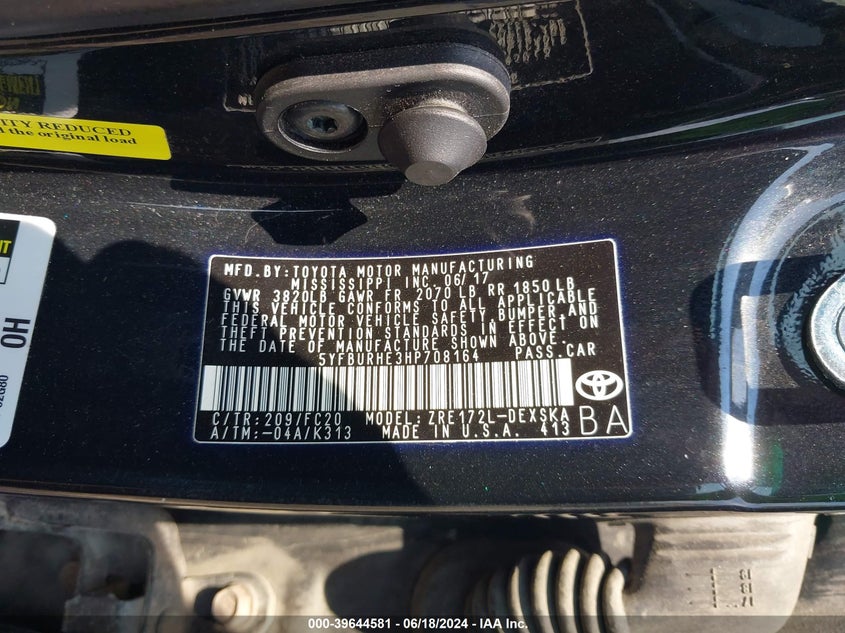 ITY REDUCED
d the original load
OH
MFD.BY:TOYOTA MOTOR MANUFACTURING
MISSISSIPPI INC. 06/17
GVWR 3820LB GAWR FR 2070 LB RR 1850 LB
THIS VEHICLE CONFORMS TO ALL APPLICABLE
FEDERAL MOTOR VEHICLE SAFETY,BUMPER,AND
THEFT PREVENTION STANDARDS IN EFFECT ON
THE DATE OF MANUFACTURE SHOWN ABOVE.
5YFBURHE3HP708164 PASS.CAR
C/TR:209/FC20 MODEL:ZRE172L-DEXSKA
A/TM:-04A/K313 MADE IN U.S.A. 413
BA
000-39644581 / 06/18/2024 - IAA Inc.